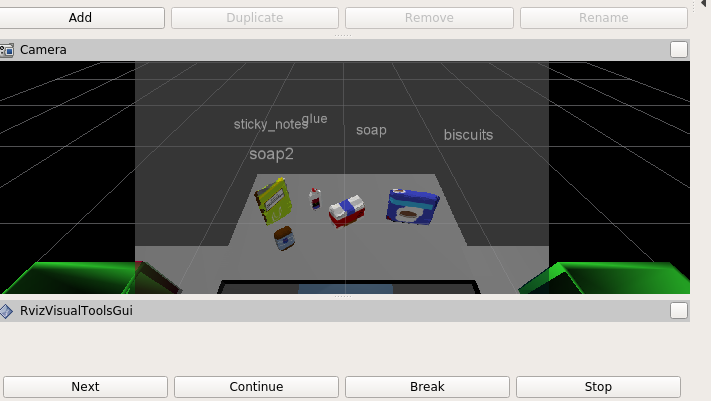 Add Duplicate Remove Rename
Camera
glue
sticky_notes
soap biscuits
soap2
RvizVisualToolsGui
Next Continue Break Stop